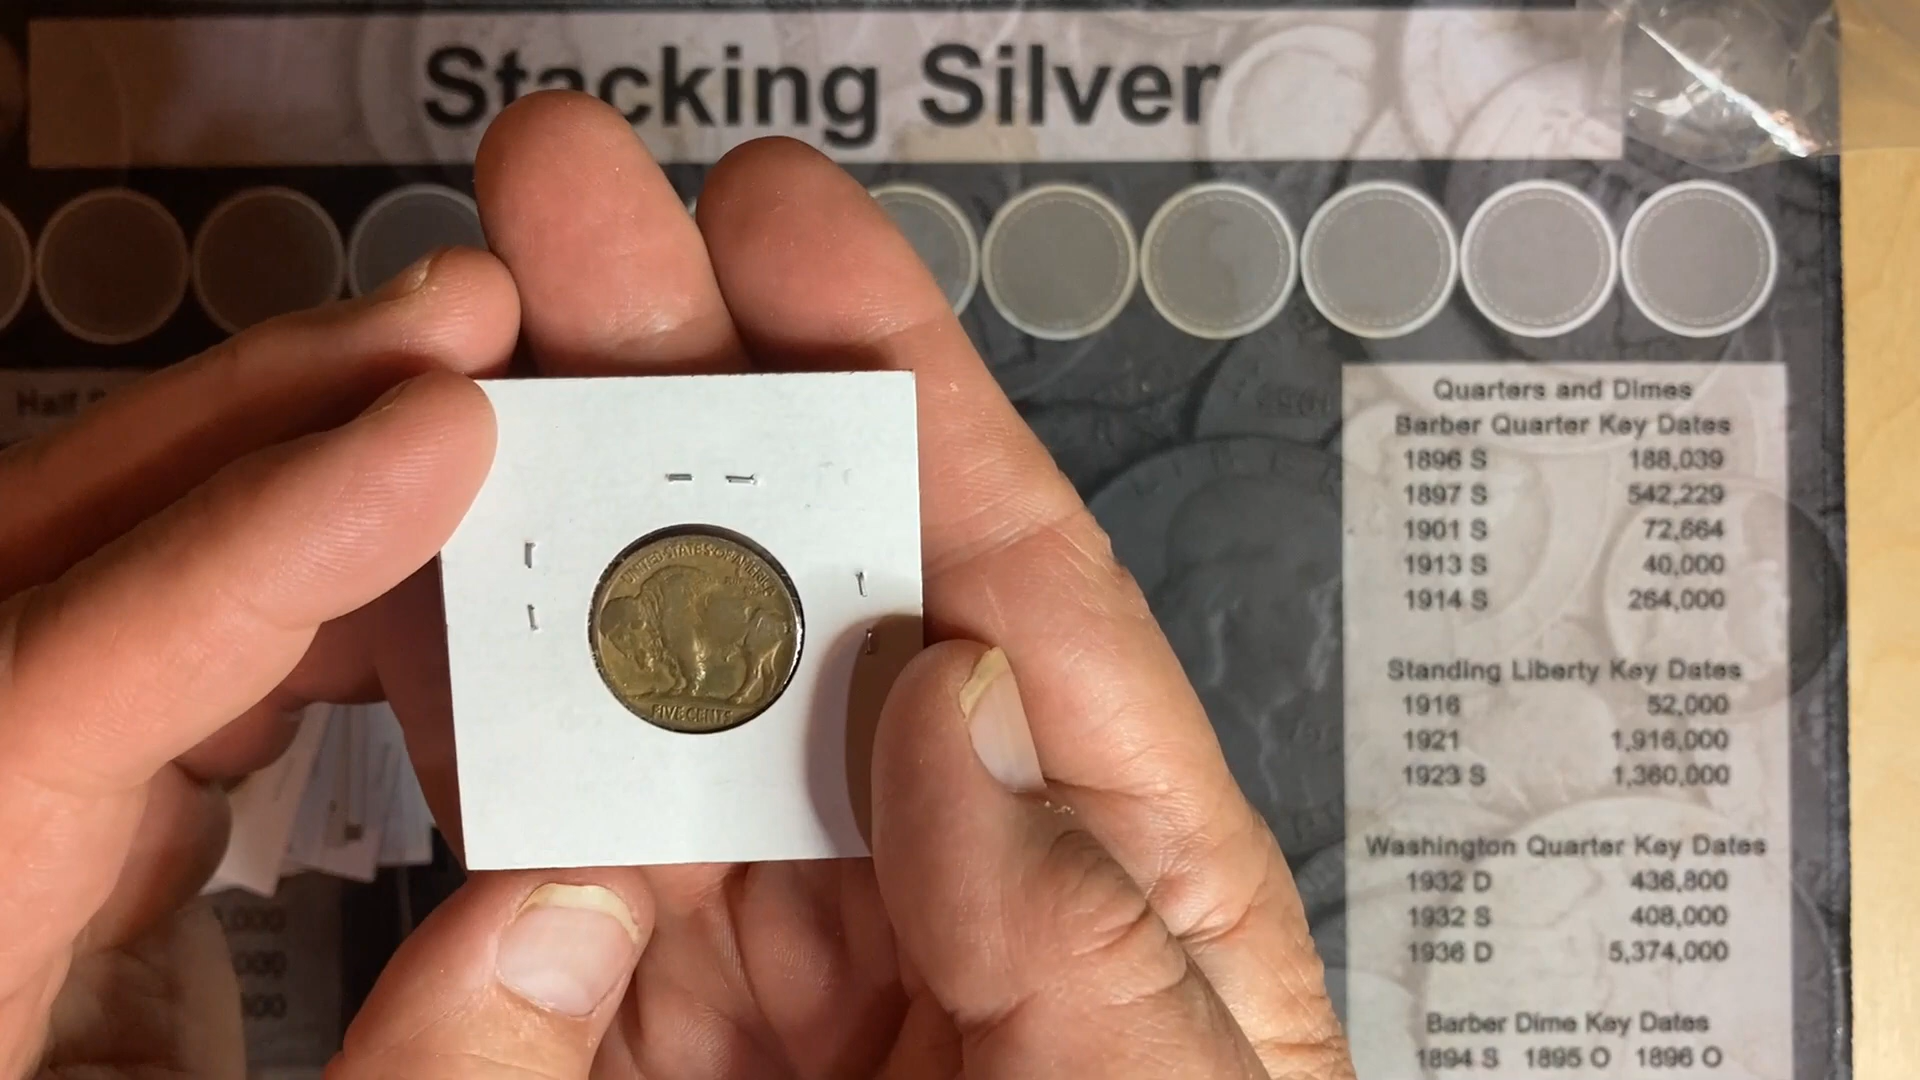 Stacking Silver
Half
Quarters and Dimes
Barber Quarter Key Dates
1896 S 188,039
1897 S 542,229
1901 S 72,664
1913 S 40,000
1914 S 264,000
Standing Liberty Key Dates
1916 52,000
1921 1,916,000
1923 S 1,360,000
Washington Quarter Key Dates
1932 D 436,800
1932 S 408,000
1936 D 5,374,000
Barber Dime Key Dates
1894 S 1895 O 1896 O
UNITED STATES OF AMERICA
FIVE CENTS